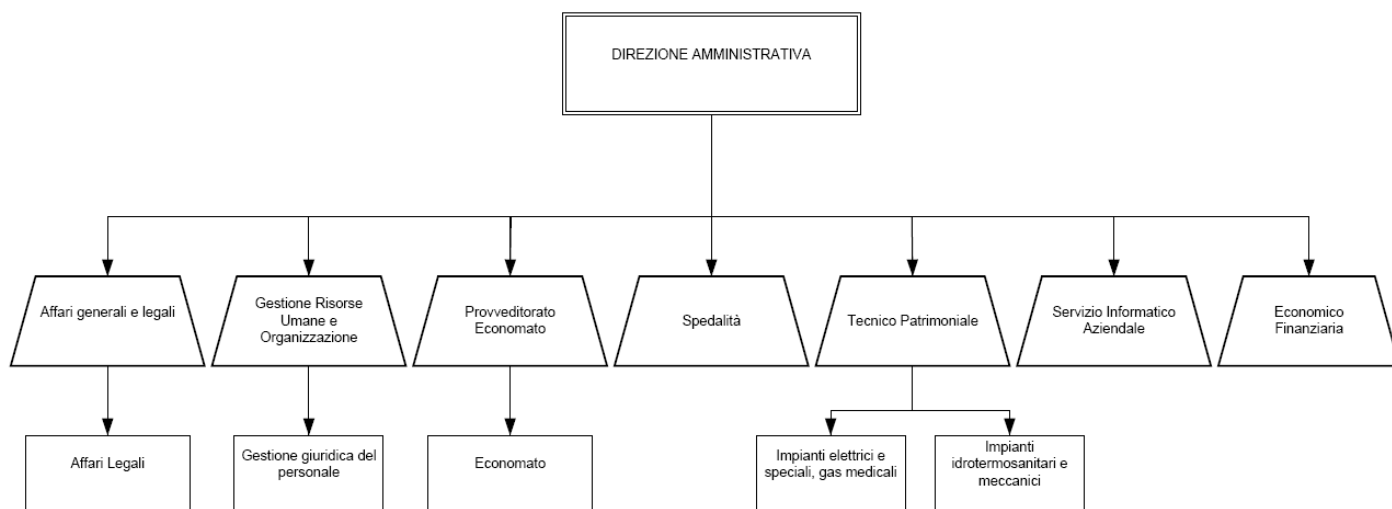 DIREZIONE AMMINISTRATIVA
Affari generali e legali
Gestione Risorse
Umane e
Organizzazione
Provveditorato
Economato
Spedalità
Tecnico Patrimoniale
Servizio Informatico
Aziendale
Economico
Finanziaria
Affari Legali
Gestione giuridica del
personale
Economato
Impianti elettrici e
speciali, gas medicali
Impianti
idrotermosanitari e
meccanici